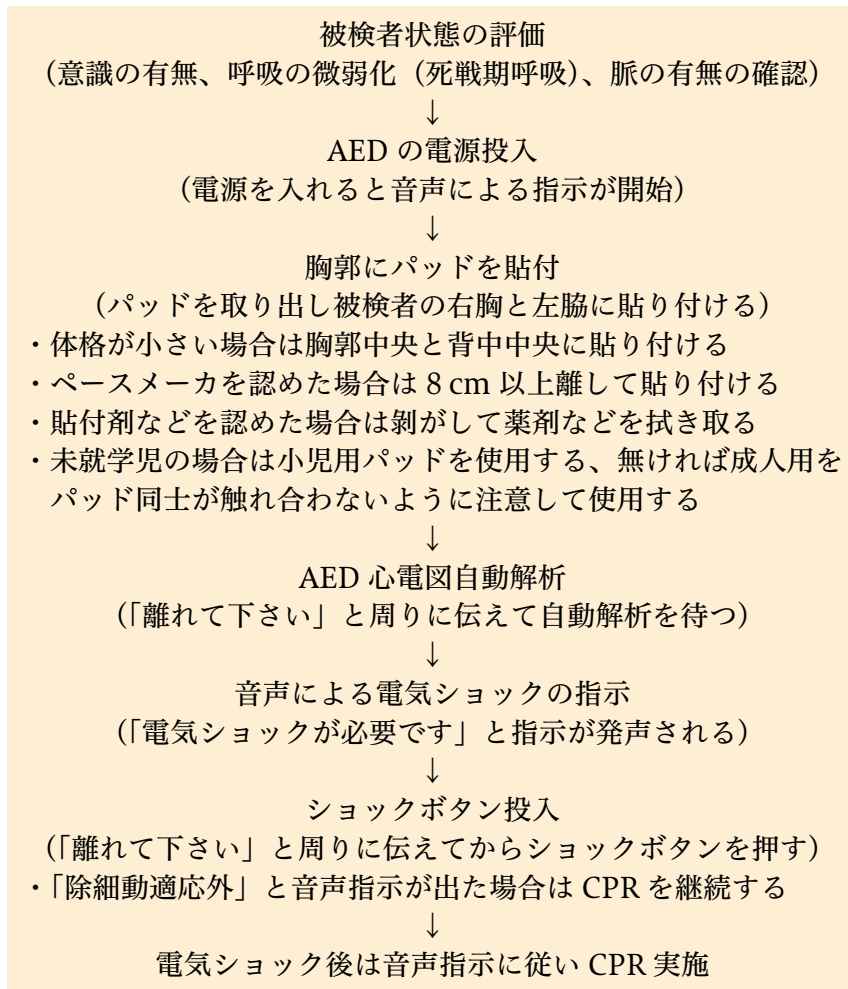 被検者状態の評価
（意識の有無、呼吸の微弱化（死戦期呼吸）、脈の有無の確認）
↓
AED の電源投入
（電源を入れると音声による指示が開始）
↓
胸郭にパッドを貼付
（パッドを取り出し被検者の右胸と左脇に貼り付ける）
・体格が小さい場合は胸郭中央と背中中央に貼り付ける
・ペースメーカを認めた場合は 8 cm 以上離して貼り付ける
・貼付剤などを認めた場合は剝がして薬剤などを拭き取る
・未就学児の場合は小児用パッドを使用する、無ければ成人用を
パッド同士が触れ合わないように注意して使用する
↓
AED 心電図自動解析
（「離れて下さい」と周りに伝えて自動解析を待つ）
↓
音声による電気ショックの指示
（「電気ショックが必要です」と指示が発声される）
↓
ショックボタン投入
（「離れて下さい」と周りに伝えてからショックボタンを押す）
・「除細動適応外」と音声指示が出た場合は CPR を継続する
↓
電気ショック後は音声指示に従い CPR 実施